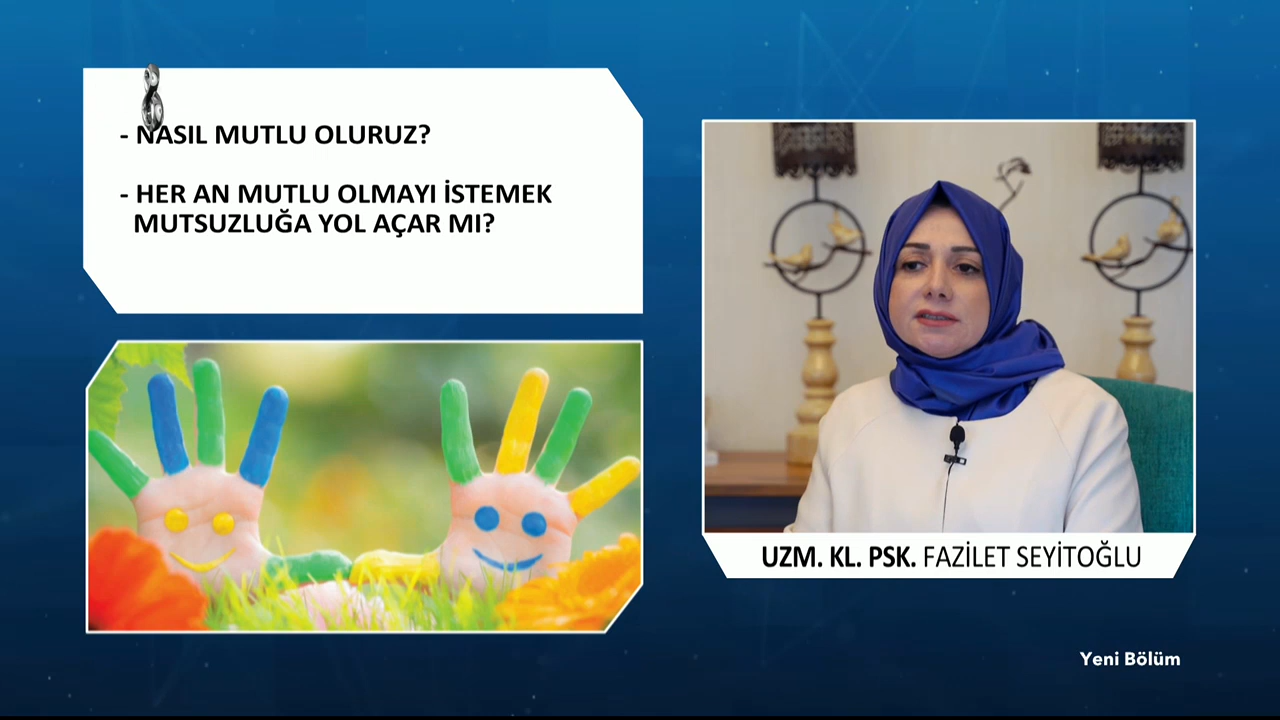 - NASIL MUTLU OLURUZ?
- HER AN MUTLU OLMAYI İSTEMEK
MUTSUZLUĞA YOL AÇAR MI?
UZM. KL. PSK. FAZİLET SEYİTOĞLU
Yeni Bölüm